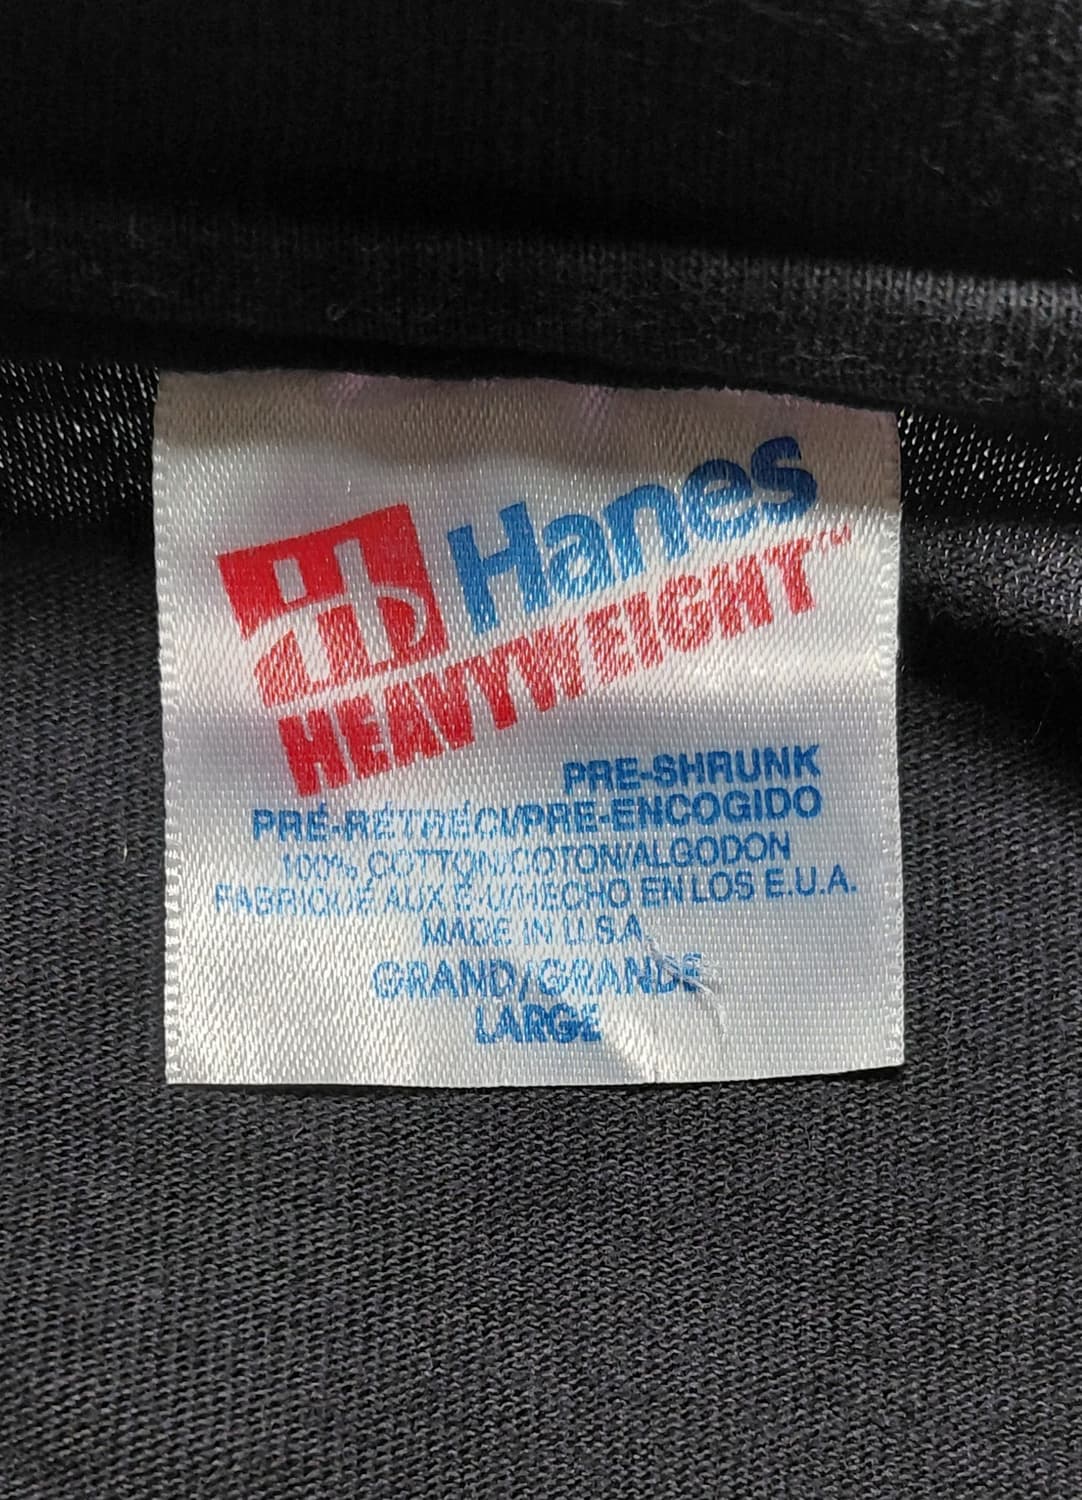 Hanes
HEAVYWEIGHT™
PRE-SHRUNK
PRÉ-RÉTRÉCI/PRE-ENCOGIDO
100% COTTON/COTON/ALGODON
FABRIQUÉ AUX É-U/HECHO EN LOS E.U.A.
MADE IN U.S.A.
GRAND/GRANDE
LARGE